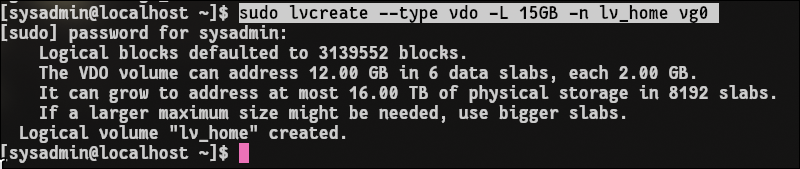 [sysadmin@localhost ~]$ sudo lvcreate --type vdo -L 15GB -n lv_home vg0
[sudo] password for sysadmin:
    Logical blocks defaulted to 3139552 blocks.
    The VDO volume can address 12.00 GB in 6 data slabs, each 2.00 GB.
    It can grow to address at most 16.00 TB of physical storage in 8192 slabs.
    If a larger maximum size might be needed, use bigger slabs.
  Logical volume "lv_home" created.
[sysadmin@localhost ~]$